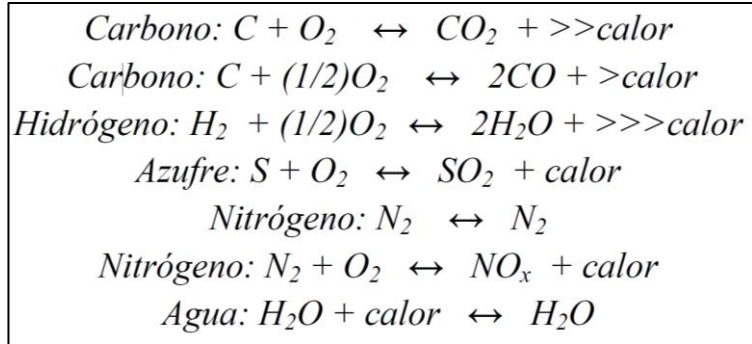 Carbono: C + O₂ ↔ CO₂ + >>calor
Carbono: C + (1/2)O₂ ↔ 2CO + >calor
Hidrógeno: H₂ + (1/2)O₂ ↔ 2H₂O + >>>calor
Azufre: S + O₂ ↔ SO₂ + calor
Nitrógeno: N₂ ↔ N₂
Nitrógeno: N₂ + O₂ ↔ NOₓ + calor
Agua: H₂O + calor ↔ H₂O